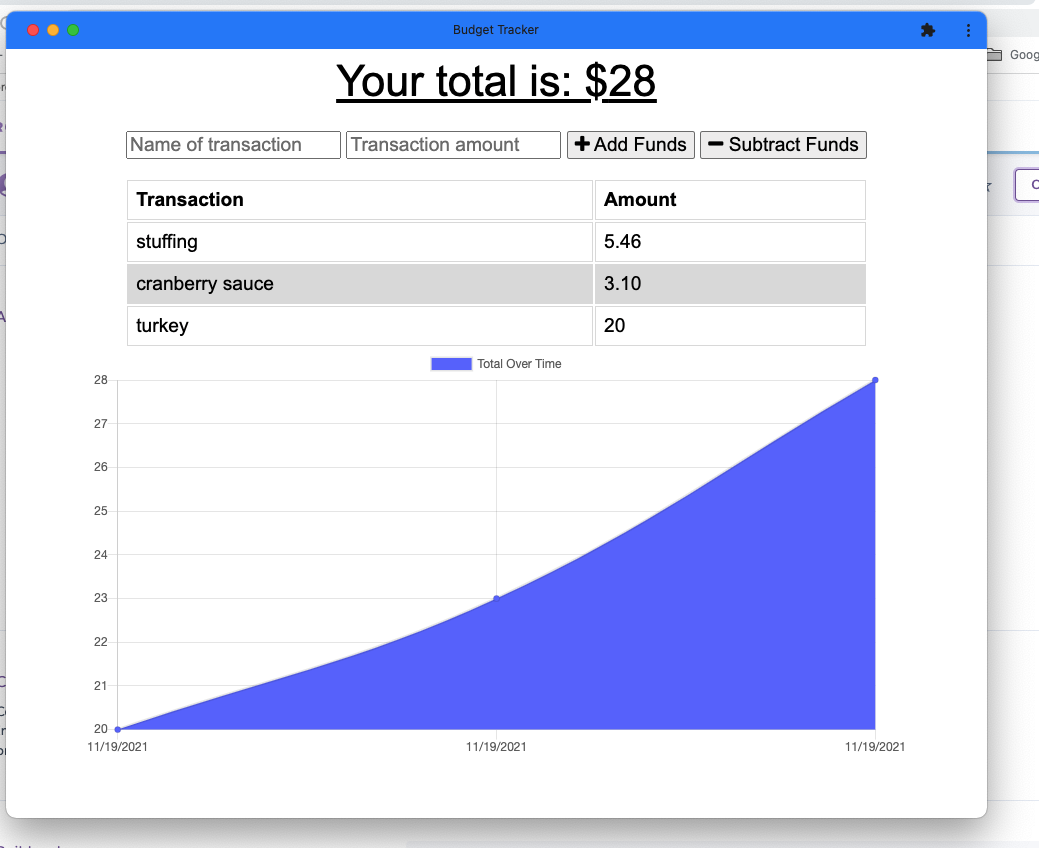 Budget Tracker
Goog
Your total is: $28
Name of transaction Transaction amount Add Funds Subtract Funds
Transaction Amount
stuffing 5.46
cranberry sauce 3.10
turkey 20
Total Over Time
28
27
26
25
24
23
22
21
20
11/19/2021 11/19/2021 11/19/2021